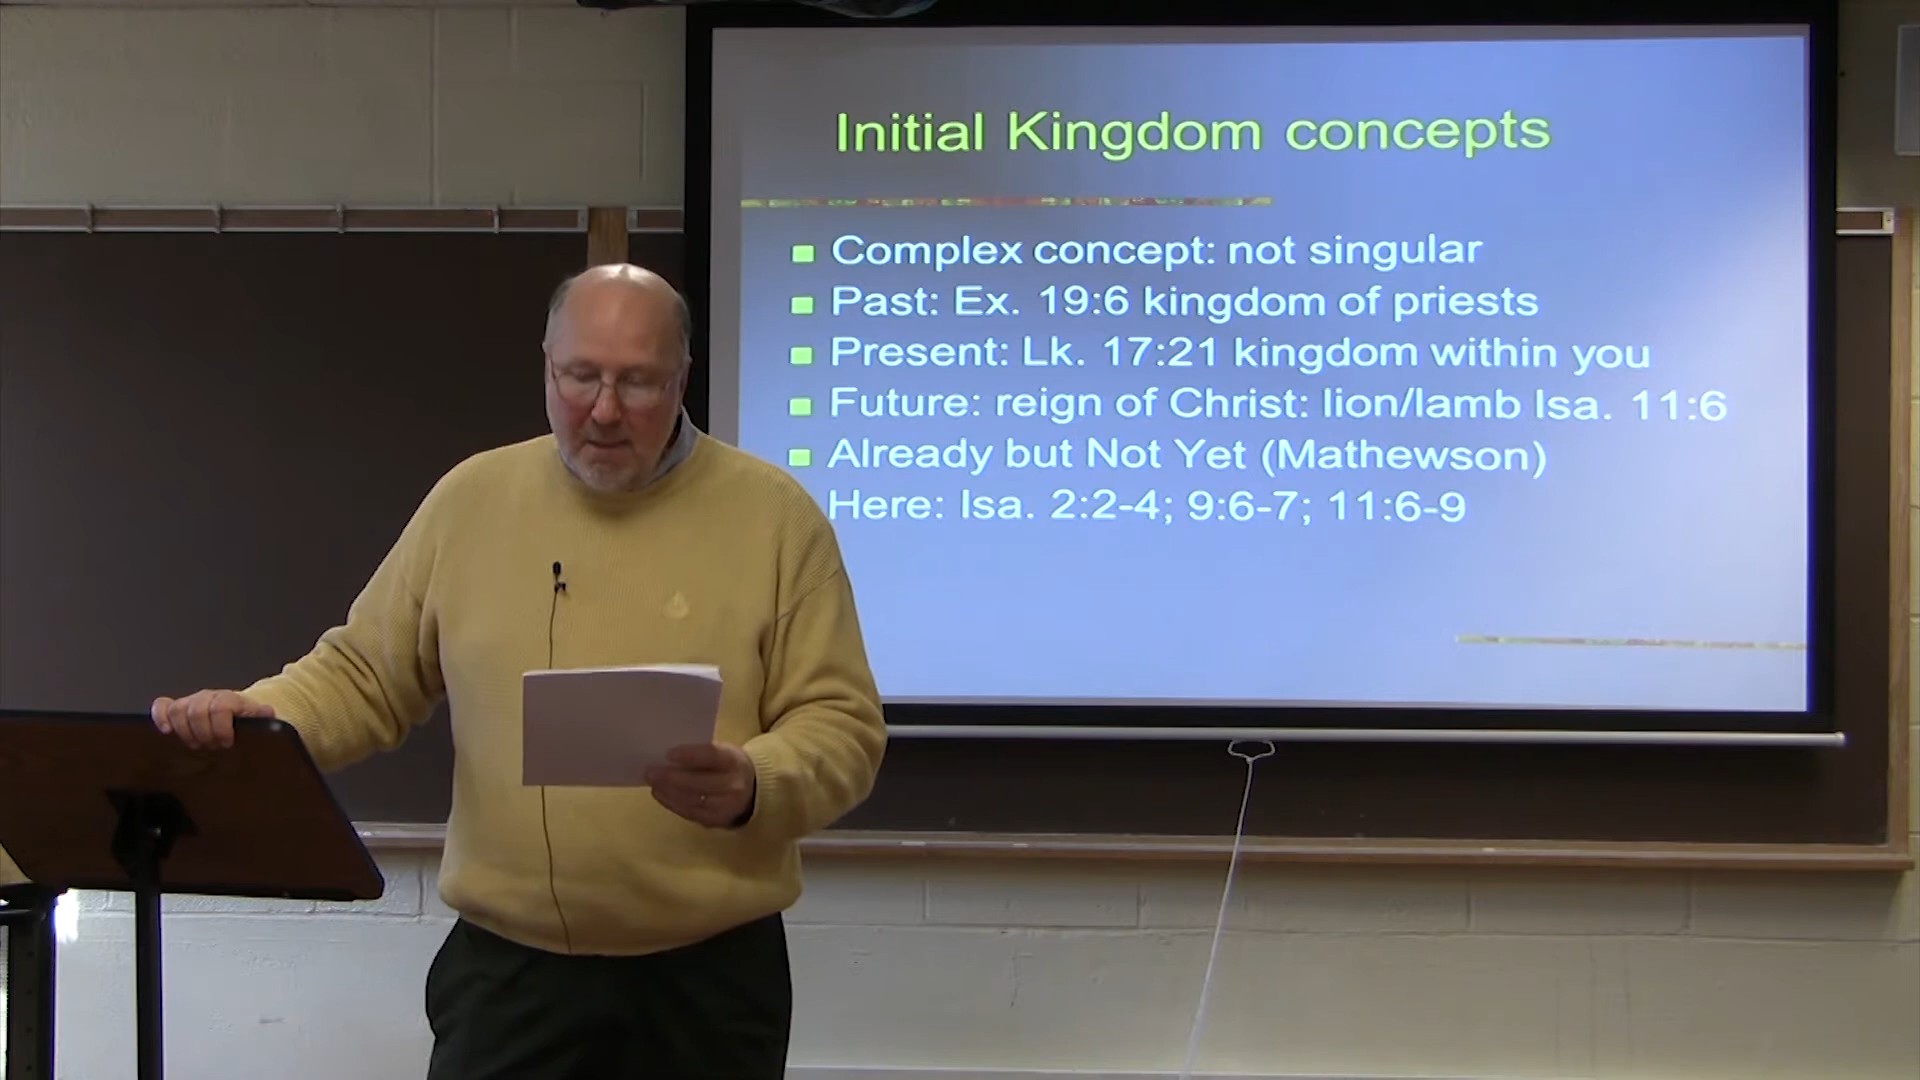 Initial Kingdom concepts
Complex concept: not singular
Past: Ex. 19:6 kingdom of priests
Present: Lk. 17:21 kingdom within you
Future: reign of Christ: lion/lamb Isa. 11:6
Already but Not Yet (Mathewson)
Here: Isa. 2:2-4; 9:6-7; 11:6-9